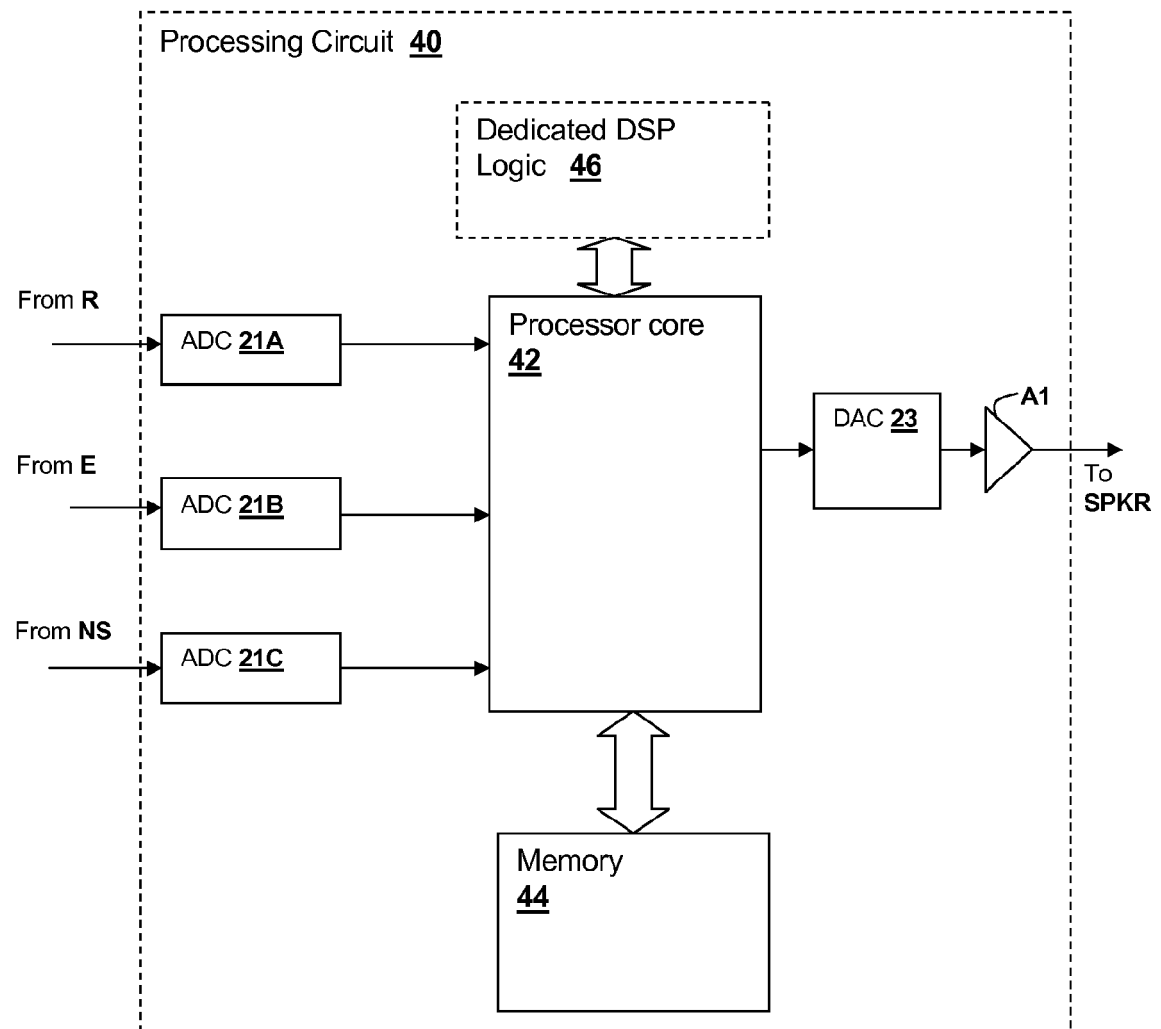 Processing Circuit 40
Dedicated DSP
Logic 46
From R
ADC 21A
Processor core
42
A1
DAC 23
From E
ADC 21B
To
SPKR
From NS
ADC 21C
Memory
44